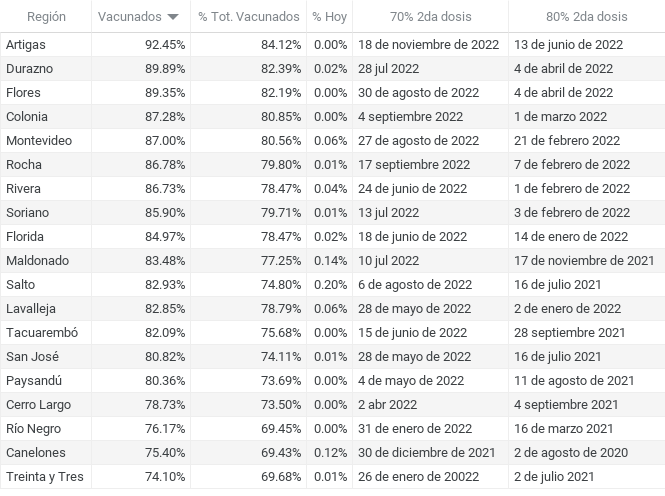 Región Vacunados % Tot. Vacunados % Hoy 70% 2da dosis 80% 2da dosis
Artigas 92.45% 84.12% 0.00% 18 de noviembre de 2022 13 de junio de 2022
Durazno 89.89% 82.39% 0.02% 28 jul 2022 4 de abril de 2022
Flores 89.35% 82.19% 0.00% 30 de agosto de 2022 4 de abril de 2022
Colonia 87.28% 80.85% 0.00% 4 septiembre 2022 1 de marzo 2022
Montevideo 87.00% 80.56% 0.06% 27 de agosto de 2022 21 de febrero 2022
Rocha 86.78% 79.80% 0.01% 17 septiembre 2022 7 de febrero de 2022
Rivera 86.73% 78.47% 0.04% 24 de junio de 2022 1 de febrero de 2022
Soriano 85.90% 79.71% 0.01% 13 jul 2022 3 de febrero de 2022
Florida 84.97% 78.47% 0.02% 18 de junio de 2022 14 de enero de 2022
Maldonado 83.48% 77.25% 0.14% 10 jul 2022 17 de noviembre de 2021
Salto 82.93% 74.80% 0.20% 6 de agosto de 2022 16 de julio 2021
Lavalleja 82.85% 78.79% 0.06% 28 de mayo de 2022 2 de enero de 2022
Tacuarembó 82.09% 75.68% 0.00% 15 de junio de 2022 28 septiembre 2021
San José 80.82% 74.11% 0.01% 28 de mayo de 2022 16 de julio 2021
Paysandú 80.36% 73.69% 0.00% 4 de mayo de 2022 11 de agosto de 2021
Cerro Largo 78.73% 73.50% 0.00% 2 abr 2022 4 septiembre 2021
Río Negro 76.17% 69.45% 0.00% 31 de enero de 2022 16 de marzo 2021
Canelones 75.40% 69.43% 0.12% 30 de diciembre de 2021 2 de agosto de 2020
Treinta y Tres 74.10% 69.68% 0.01% 26 de enero de 20022 2 de julio 2021